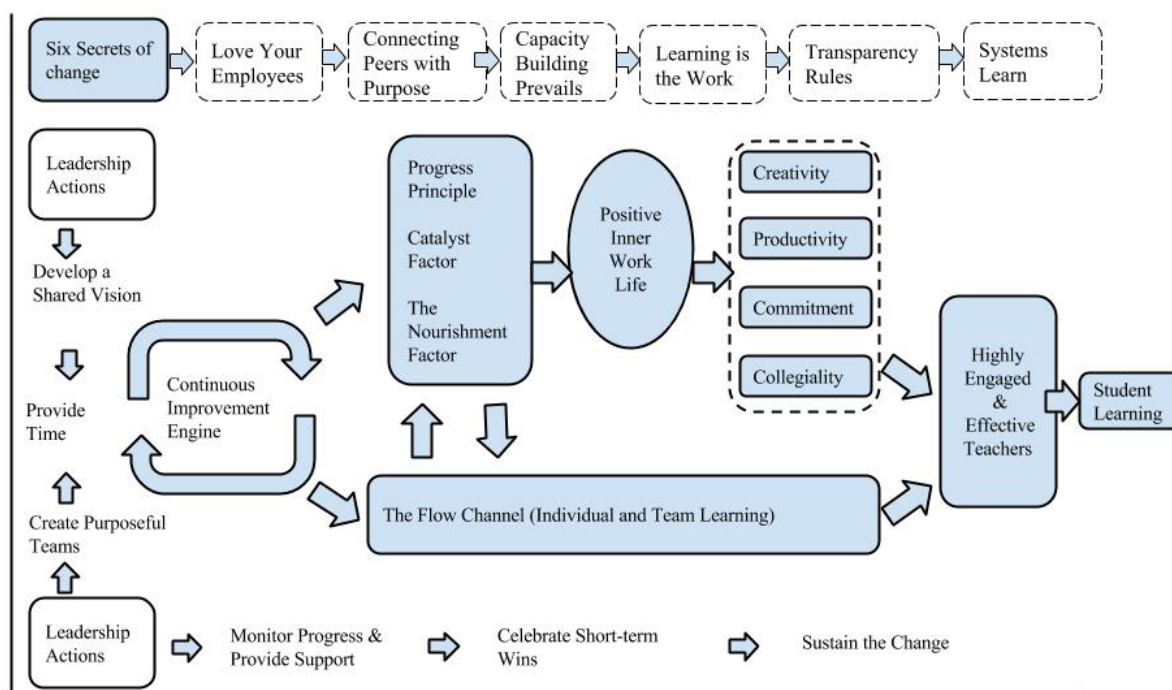 Six Secrets of
change
Love Your
Employees
Connecting
Peers with
Purpose
Capacity
Building
Prevails
Learning is
the Work
Transparency
Rules
Systems
Learn
Leadership
Actions
Develop a
Shared Vision
Provide
Time
Create Purposeful
Teams
Leadership
Actions
Continuous
Improvement
Engine
Progress
Principle
Catalyst
Factor
The
Nourishment
Factor
Positive
Inner
Work
Life
Creativity
Productivity
Commitment
Collegiality
Highly
Engaged
&
Effective
Teachers
Student
Learning
The Flow Channel (Individual and Team Learning)
Monitor Progress &
Provide Support
Celebrate Short-term
Wins
Sustain the Change